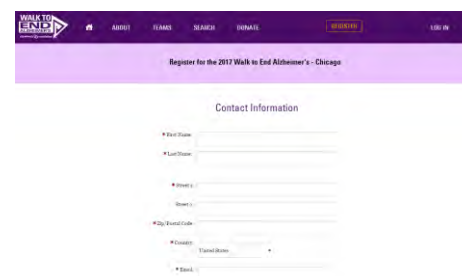 WALK TO
END
ALZHEIMER'S
ABOUT TEAMS SEARCH DONATE REGISTER LOG IN
Register for the 2017 Walk to End Alzheimer's - Chicago
Contact Information
* First Name:
* Last Name:
* Street 1:
Street 2:
* Zip/Postal Code:
* Country:
United States
* Email: